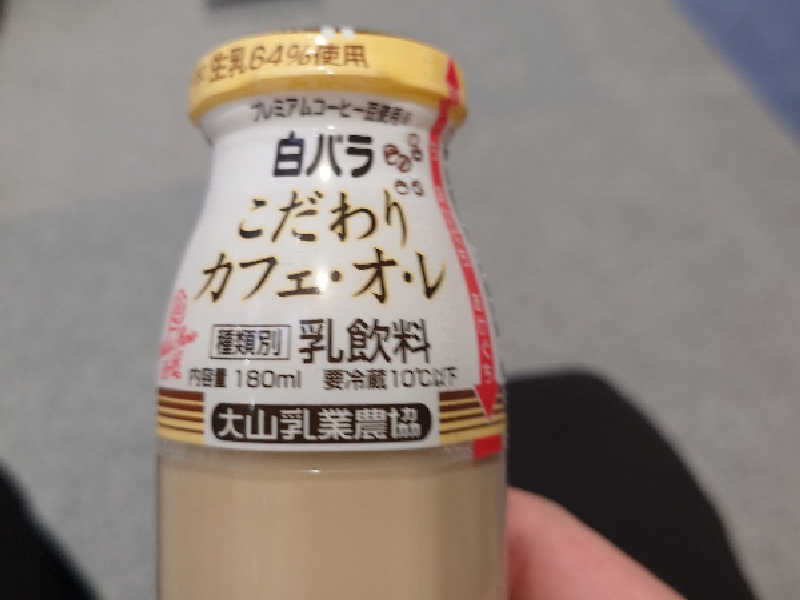 生乳64%使用
プレミアムコーヒー豆使用
白バラ
こだわり
カフェ・オ・レ
種類別 乳飲料
内容量 180ml 要冷蔵10℃以下
大山乳業農協